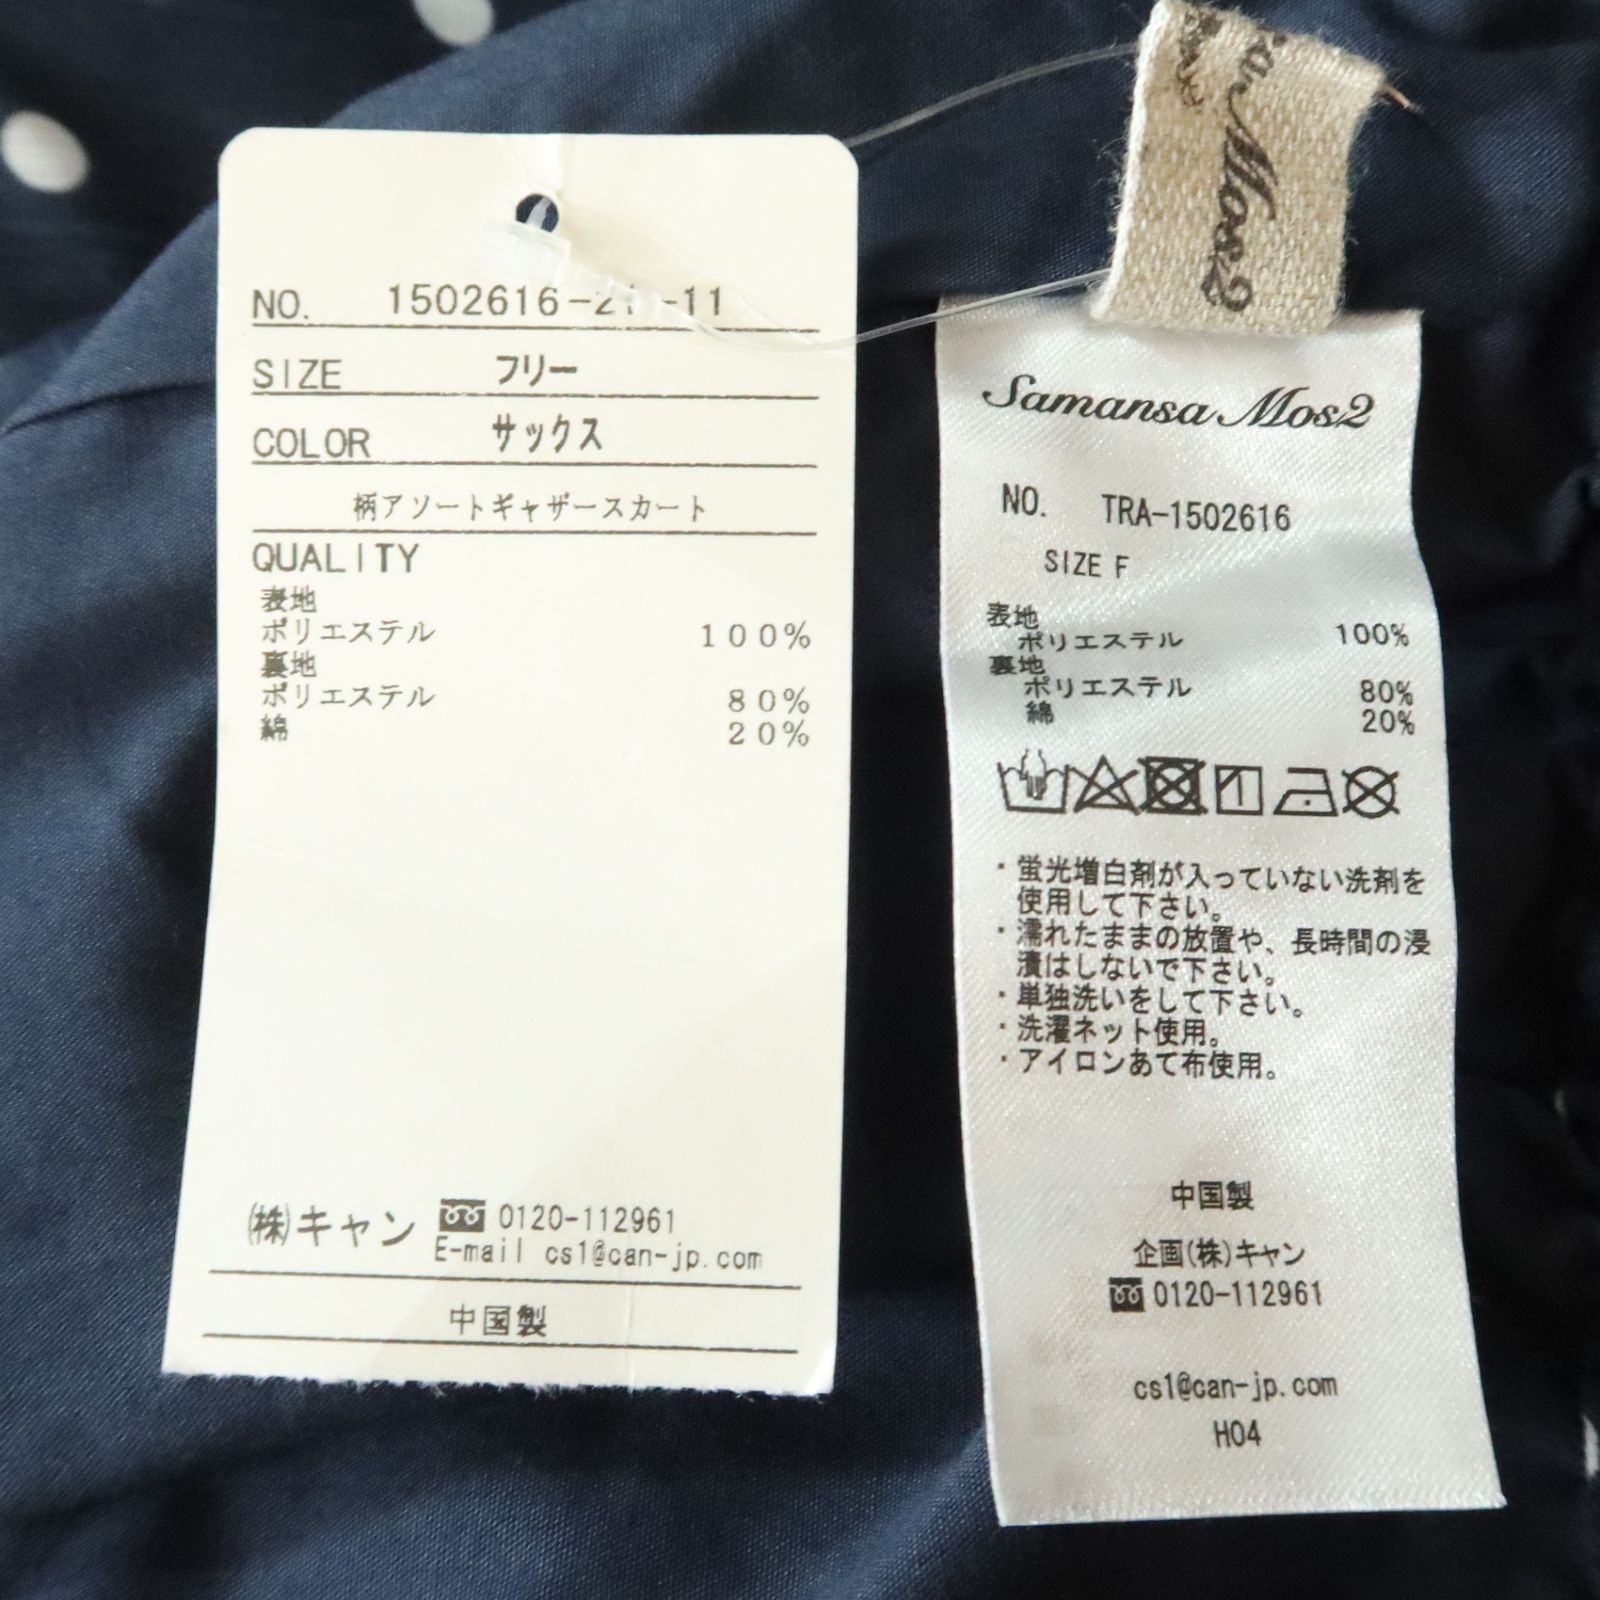 NO. 1502616-21 -11
SIZE フリー
COLOR サックス
柄アソートギャザースカート
QUALITY
表地
ポリエステル 100%
裏地
ポリエステル 80%
綿 20%
㈱キャン 0120-112961
E-mail cs1@can-jp.com
中国製
Mos2
Samansa Mos2
NO. TRA-1502616
SIZE F
表地
ポリエステル 100%
裏地
ポリエステル 80%
綿 20%
・蛍光増白剤が入っていない洗剤を
使用して下さい。
・濡れたままの放置や、長時間の浸
漬はしないで下さい。
・単独洗いをして下さい。
・洗濯ネット使用。
・アイロンあて布使用。
中国製
企画(株)キャン
0120-112961
cs1@can-jp.com
H04